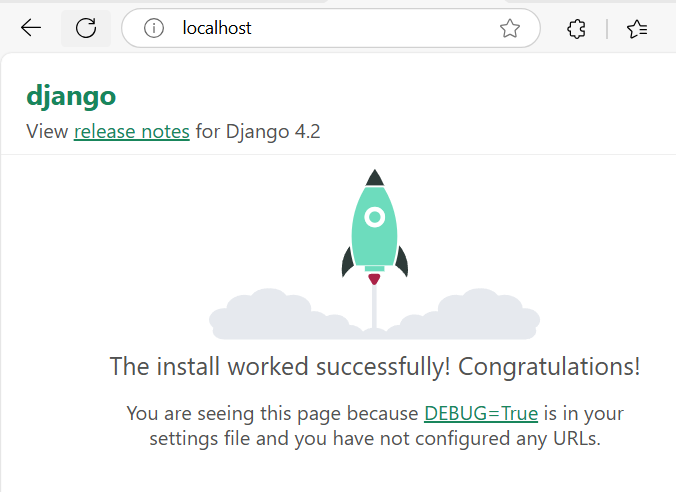 localhost
django
View release notes for Django 4.2
The install worked successfully! Congratulations!
You are seeing this page because DEBUG=True is in your
settings file and you have not configured any URLs.